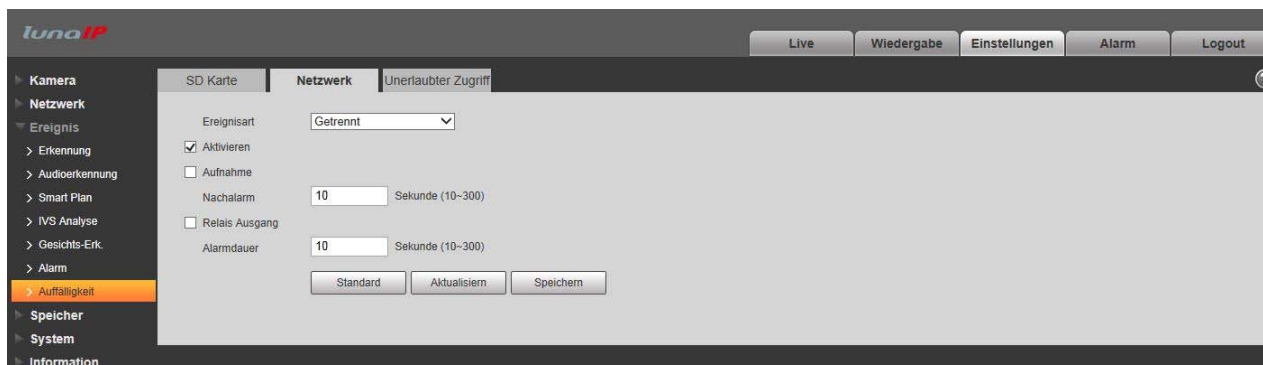 lunaIP
Live Wiedergabe Einstellungen Alarm Logout
Kamera
Netzwerk
Ereignis
Erkennung
Audioerkennung
Smart Plan
IVS Analyse
Gesichts-Erk.
Alarm
Auffälligkeit
Speicher
System
Information
SD Karte Netzwerk Unerlaubter Zugriff
Ereignisart Getrennt
Aktivieren
Aufnahme
Nachalarm 10 Sekunde (10~300)
Relais Ausgang
Alarmdauer 10 Sekunde (10~300)
Standard Aktualisiern Speichern